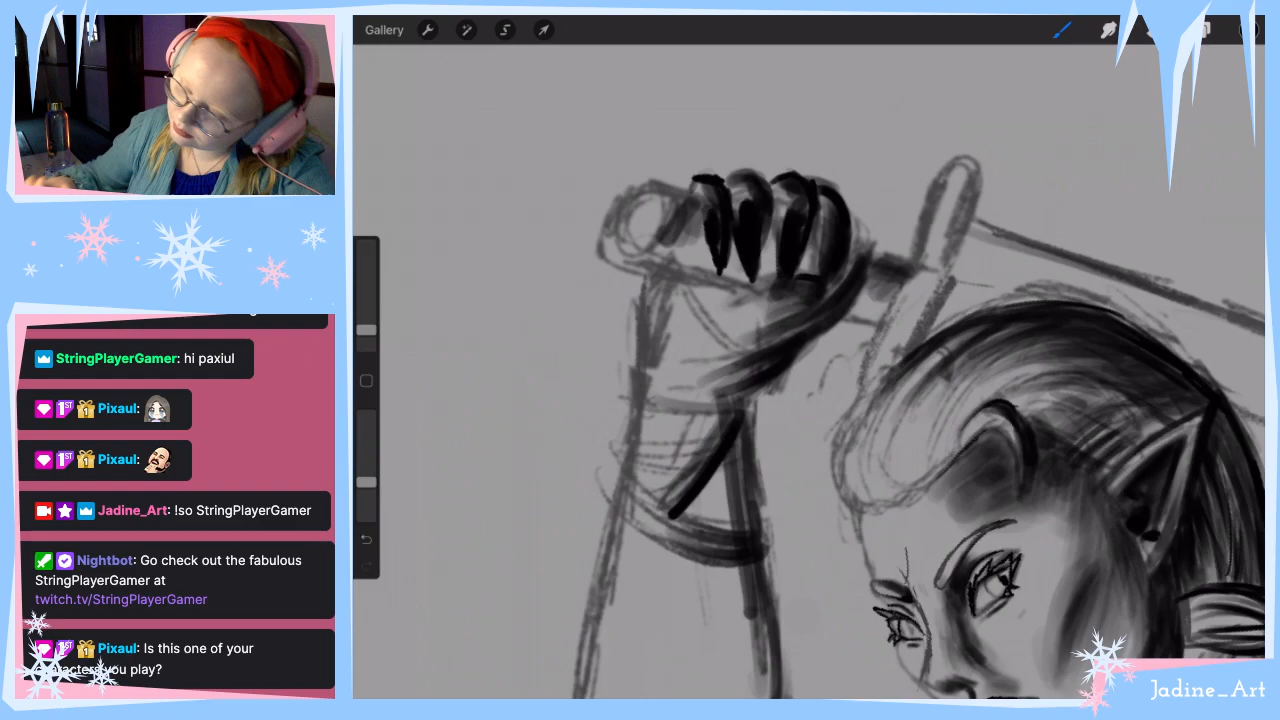 Gallery
StringPlayerGamer: hi paxiul
Pixaul:
Pixaul:
Jadine_Art: !so StringPlayerGamer
Nightbot: Go check out the fabulous
StringPlayerGamer at
twitch.tv/StringPlayerGamer
Pixaul: Is this one of your
you play?
Jadine_Art